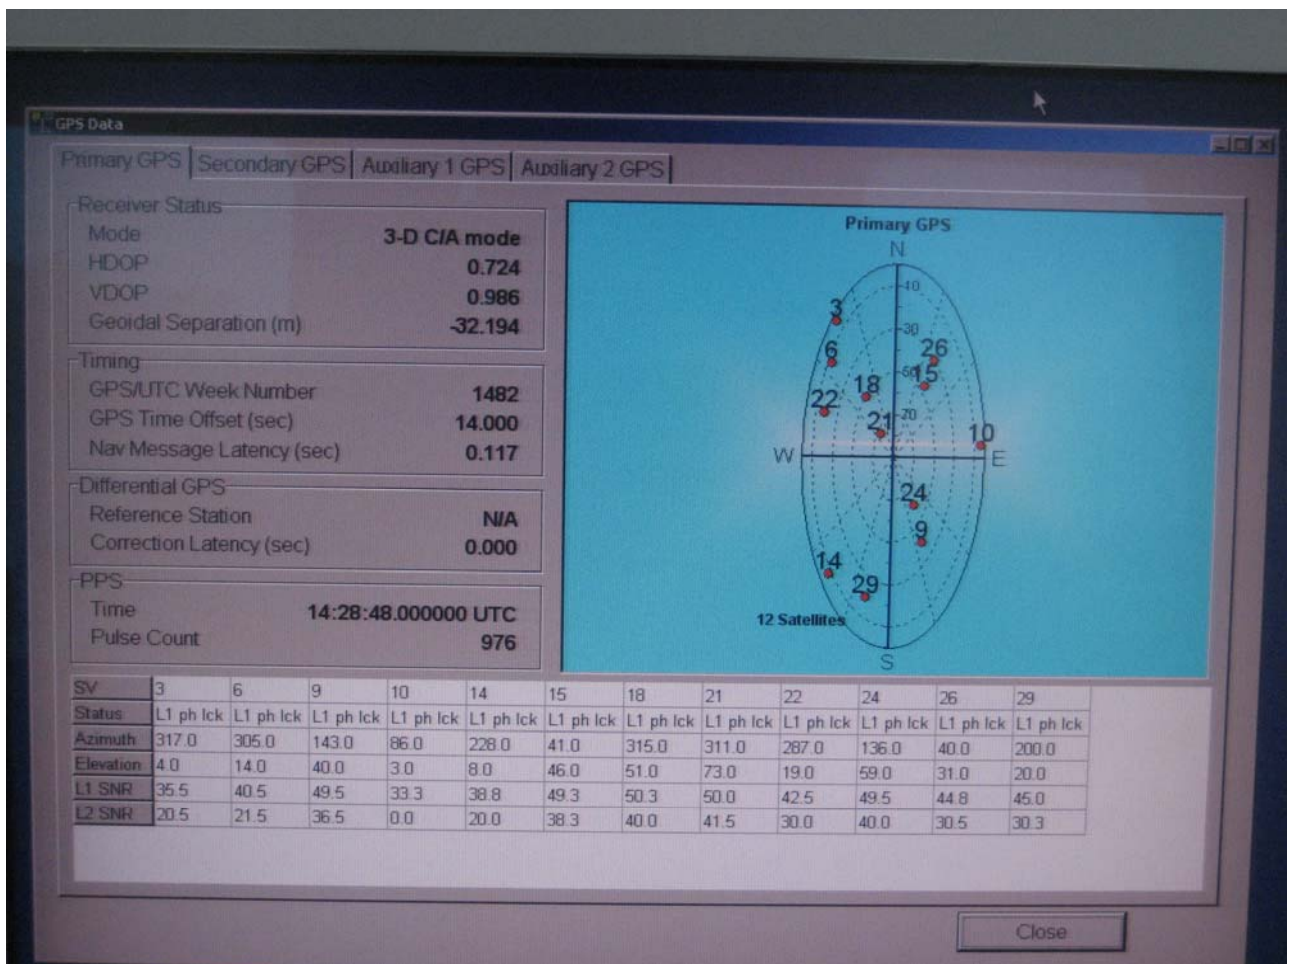 GPS Data
Primary GPS Secondary GPS Auxiliary 1 GPS Auxiliary 2 GPS
Receiver Status
Mode 3-D C/A mode
HDOP 0.724
VDOP 0.986
Geoidal Separation (m) -32.194
Timing
GPS/UTC Week Number 1482
GPS Time Offset (sec) 14.000
Nav Message Latency (sec) 0.117
Differential GPS
Reference Station N/A
Correction Latency (sec) 0.000
PPS
Time 14:28:48.000000 UTC
Pulse Count 976
Primary GPS
N
10
3
30
6 26
50 15
18
22
70
21
10
W E
24
9
14
29
12 Satellites
S
SV 3 6 9 10 14 15 18 21 22 24 26 29
Status L1 ph lck L1 ph lck L1 ph lck L1 ph lck L1 ph lck L1 ph lck L1 ph lck L1 ph lck L1 ph lck L1 ph lck L1 ph lck L1 ph lck
Azimuth 317.0 305.0 143.0 86.0 228.0 41.0 315.0 311.0 287.0 136.0 40.0 200.0
Elevation 4.0 14.0 40.0 3.0 8.0 46.0 51.0 73.0 19.0 59.0 31.0 20.0
L1 SNR 35.5 40.5 49.5 33.3 38.8 49.3 50.3 50.0 42.5 49.5 44.8 45.0
L2 SNR 20.5 21.5 36.5 0.0 20.0 38.3 40.0 41.5 30.0 40.0 30.5 30.3
Close